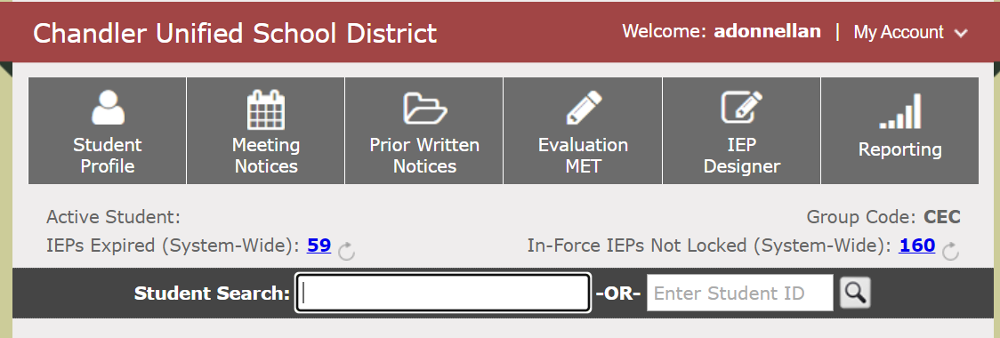 Chandler Unified School District
Welcome: adonnellan | My Account
Student Profile
Meeting Notices
Prior Written Notices
Evaluation MET
IEP Designer
Reporting
Active Student:
Group Code: CEC
IEPs Expired (System-Wide): 59
In-Force IEPs Not Locked (System-Wide): 160
Student Search: -OR- Enter Student ID